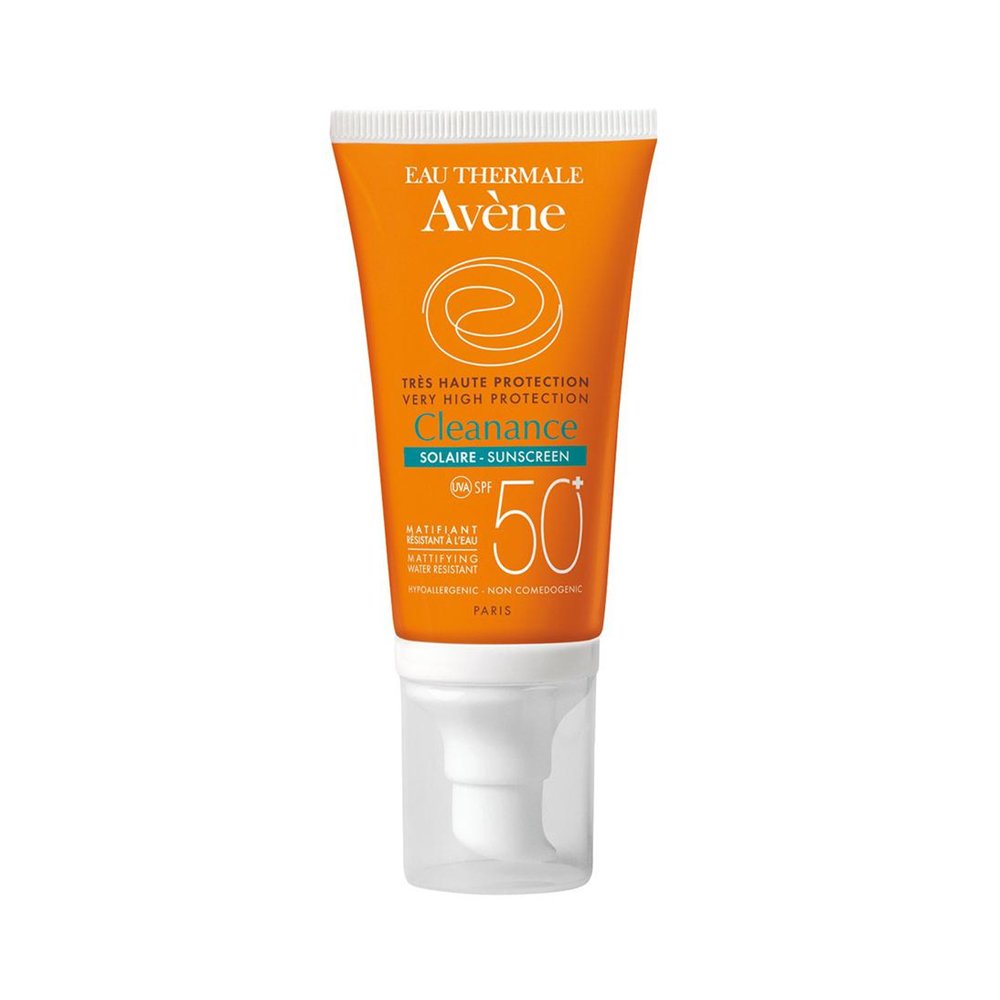 EAU THERMALE
Avène
TRÈS HAUTE PROTECTION
VERY HIGH PROTECTION
Cleanance
SOLAIRE - SUNSCREEN
UVA SPF 50+
MATIFIANT
RÉSISTANT À L'EAU
MATTIFYING
WATER RESISTANT
HYPOALLERGENIC - NON COMEDOGENIC
PARIS